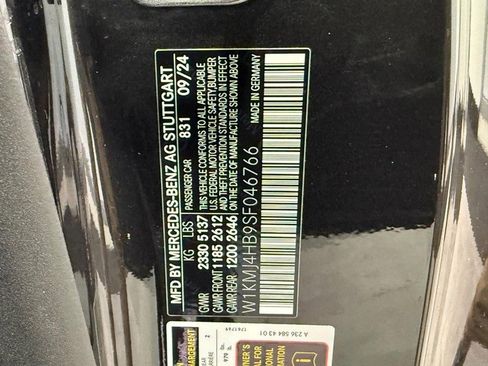 MFD BY MERCEDES-BENZ AG STUTTGART
PASSENGER CAR 831 09/24
KG LBS
GVWR 2330 5137
GAWR FRONT 1185 2612
GAWR REAR 1200 2646
THIS VEHICLE CONFORMS TO ALL APPLICABLE
U.S. FEDERAL MOTOR VEHICLE SAFETY/BUMPER
AND THEFT PREVENTION STANDARDS IN EFFECT
ON THE DATE OF MANUFACTURE SHOWN ABOVE
W1KMJ4HB9SF046766
MADE IN GERMANY
A 236 584 43 01